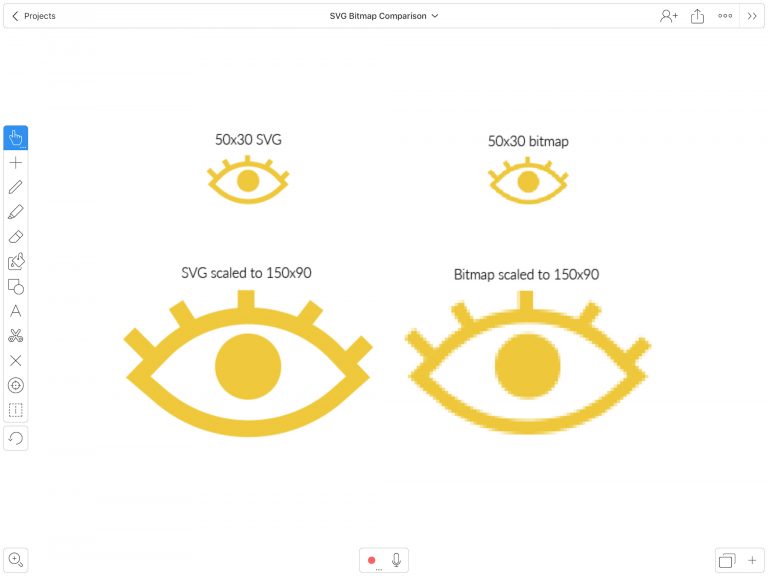 Projects
SVG Bitmap Comparison
50x30 SVG
50x30 bitmap
SVG scaled to 150x90
Bitmap scaled to 150x90